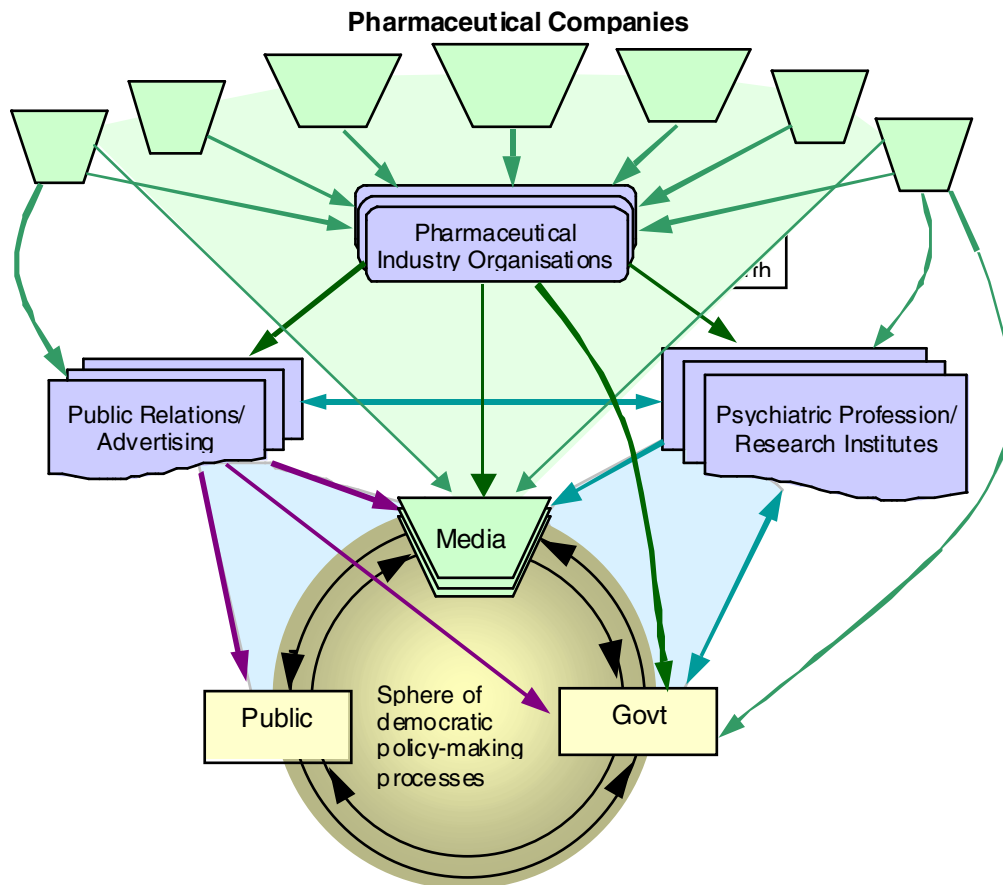 Pharmaceutical Companies
Pharmaceutical
Industry Organisations
Public Relations/
Advertising
Psychiatric Profession/
Research Institutes
Media
Public
Sphere of
democratic
policy-making
processes
Govt